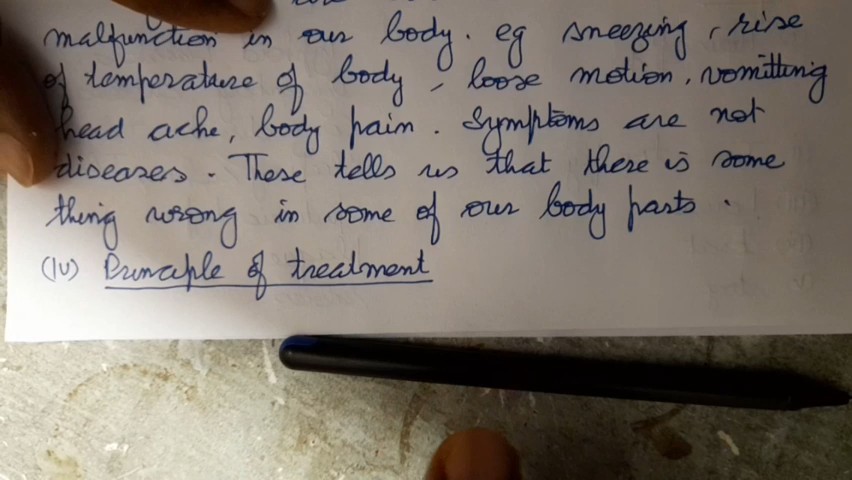 malfunction in our body. eg sneezing, rise
of temperature of body, loose motion, vomitting
head ache, body pain. Symptoms are not
diseases. These tells us that there is some
thing wrong in some of our body parts.
(iv) Principle of treatment